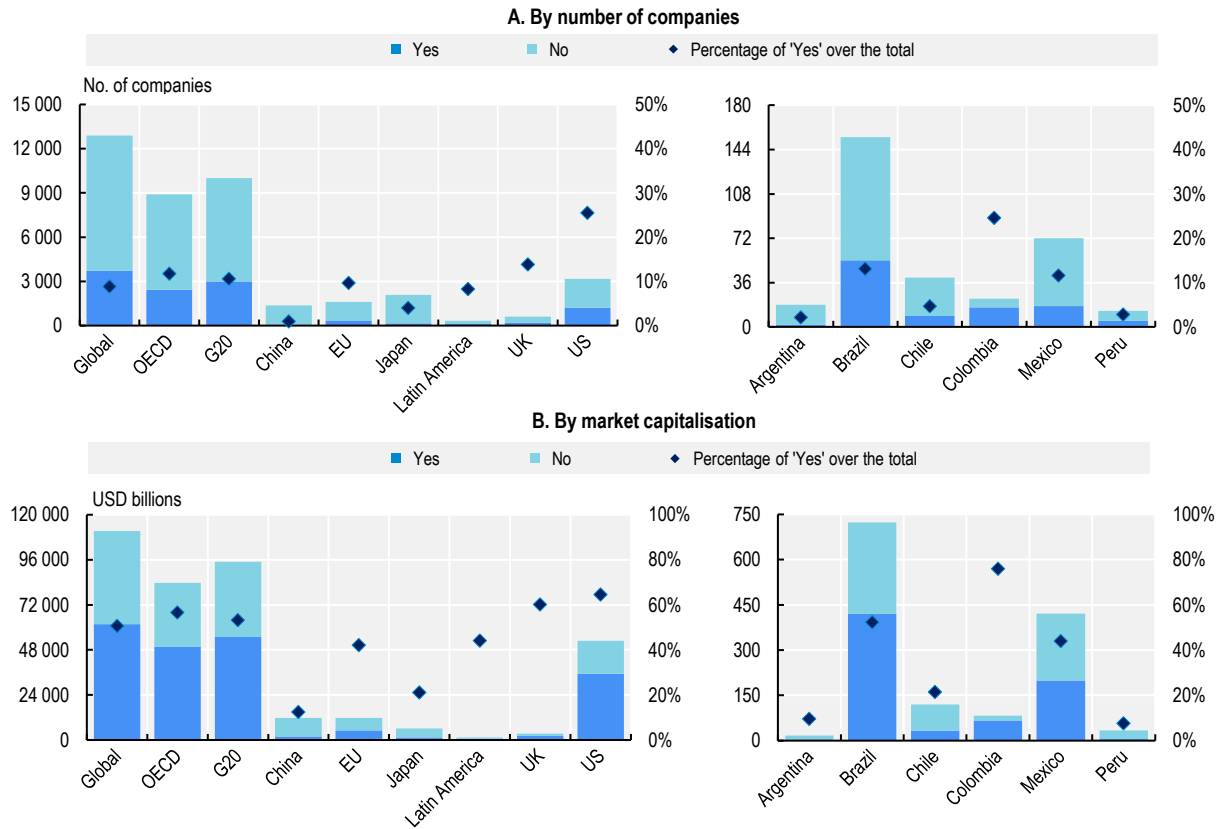 A. By number of companies
Yes No Percentage of 'Yes' over the total
No. of companies
15 000
12 000
9 000
6 000
3 000
0
50%
40%
30%
20%
10%
0%
Global
OECD
G20
China
EU
Japan
Latin America
UK
US
180
144
108
72
36
0
50%
40%
30%
20%
10%
0%
Argentina
Brazil
Chile
Colombia
Mexico
Peru
B. By market capitalisation
Yes No Percentage of 'Yes' over the total
USD billions
120 000
96 000
72 000
48 000
24 000
0
100%
80%
60%
40%
20%
0%
Global
OECD
G20
China
EU
Japan
Latin America
UK
US
750
600
450
300
150
0
100%
80%
60%
40%
20%
0%
Argentina
Brazil
Chile
Colombia
Mexico
Peru